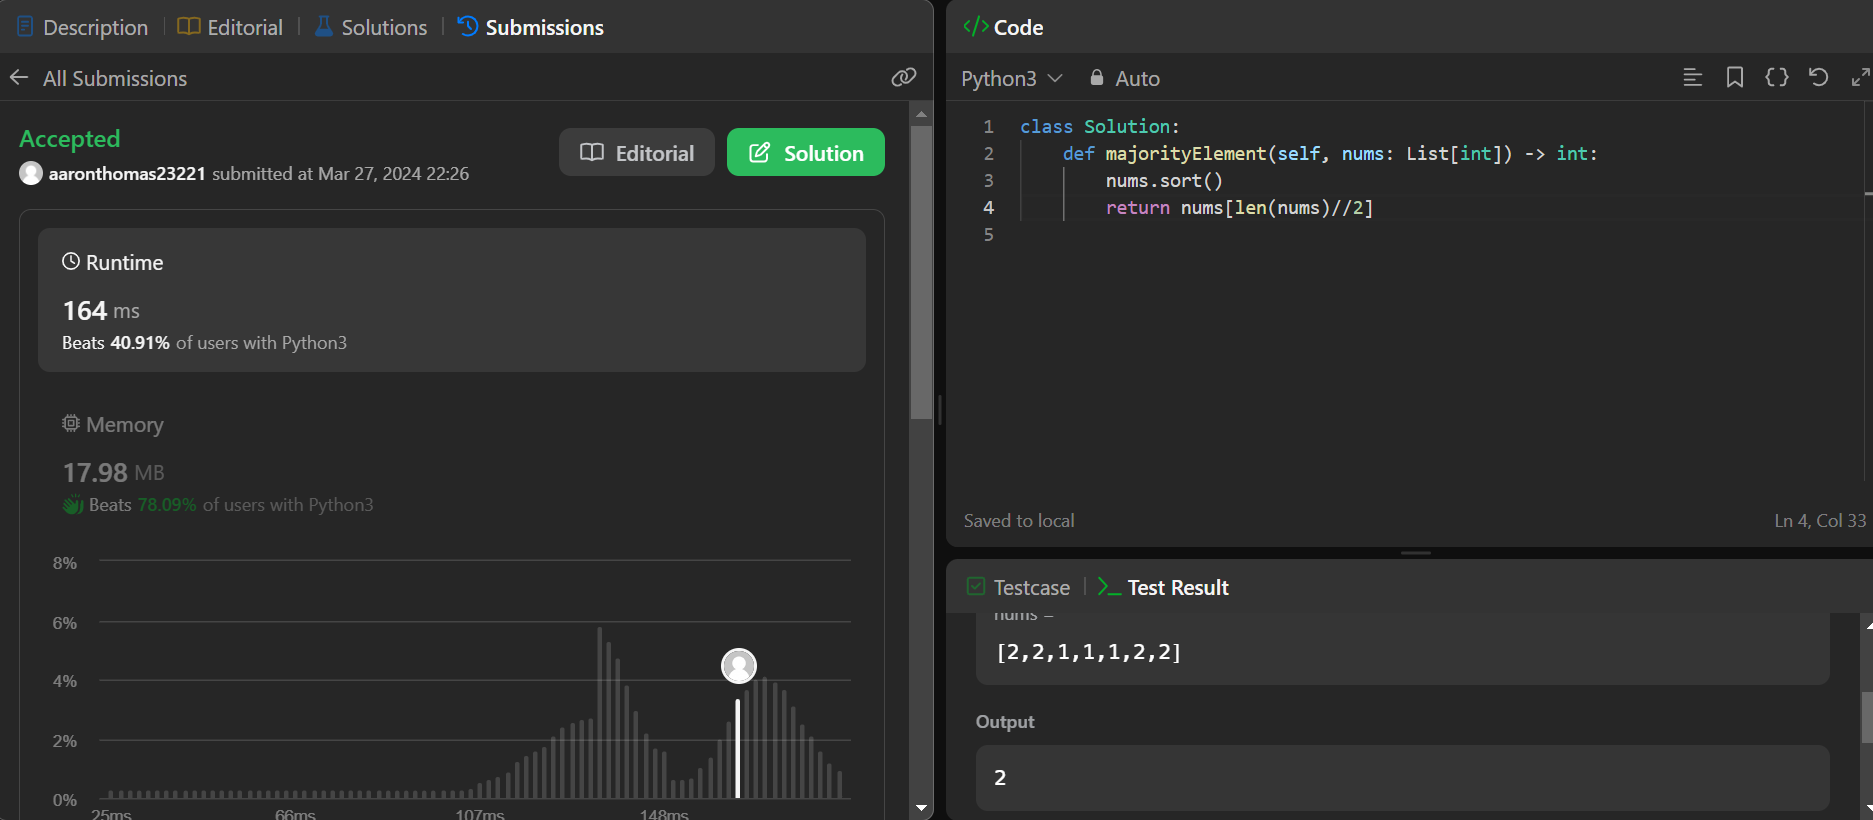 Description | Editorial | Solutions | Submissions
All Submissions
Accepted
aaronthomas23221 submitted at Mar 27, 2024 22:26
Editorial
Solution
Runtime
164 ms
Beats 40.91% of users with Python3
Memory
17.98 MB
Beats 78.09% of users with Python3
8%
6%
4%
2%
0%
25ms 66ms 107ms 148ms
</> Code
Python3 Auto
1 class Solution:
2 def majorityElement(self, nums: List[int]) -> int:
3 nums.sort()
4 return nums[len(nums)//2]
5
Saved to local Ln 4, Col 33
Testcase | >_ Test Result
nums =
[2,2,1,1,1,2,2]
Output
2